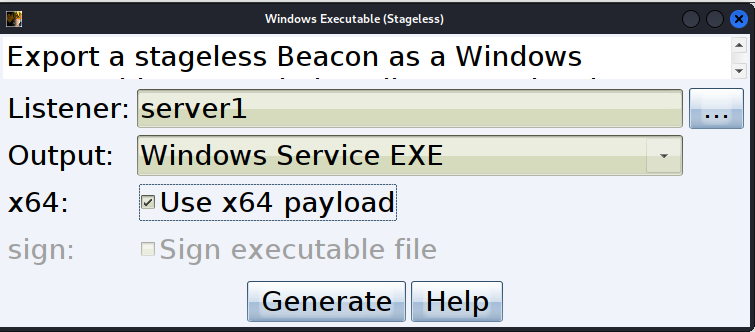 Windows Executable (Stageless)
Export a stageless Beacon as a Windows
Listener: server1 ...
Output: Windows Service EXE
x64: Use x64 payload
sign: Sign executable file
Generate Help